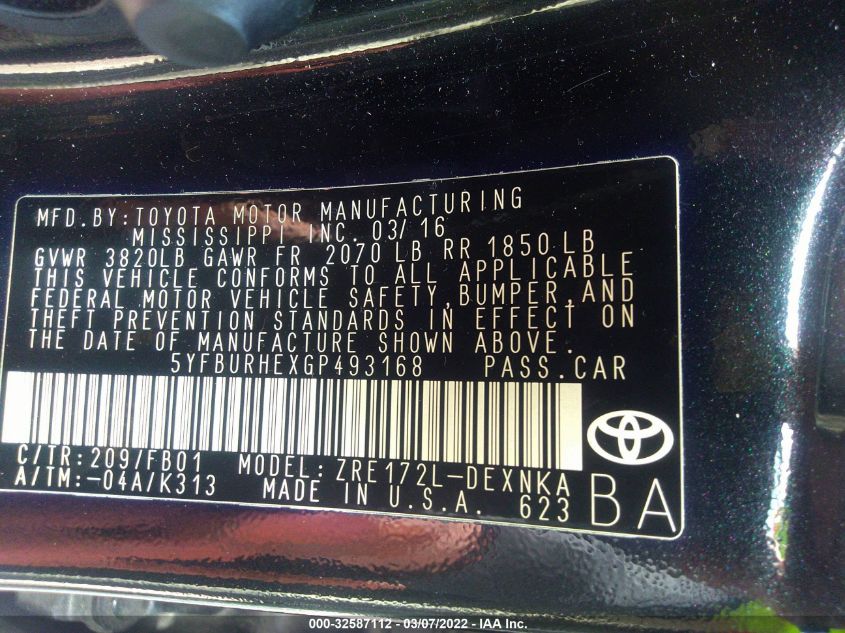 MFD. BY: TOYOTA MOTOR MANUFACTURING
MISSISSIPPI INC. 03/16
GVWR 3820LB GAWR FR 2070 LB RR 1850 LB
THIS VEHICLE CONFORMS TO ALL APPLICABLE
FEDERAL MOTOR VEHICLE SAFETY, BUMPER, AND
THEFT PREVENTION STANDARDS IN EFFECT ON
THE DATE OF MANUFACTURE SHOWN ABOVE.
5YFBURHEXGP493168 PASS. CAR
C/TR: 209/FB01 MODEL: ZRE172L-DEXNKA
A/TM: -04A/K313 MADE IN U.S.A. 623
BA
000-32587112 - 03/07/2022 - IAA Inc.